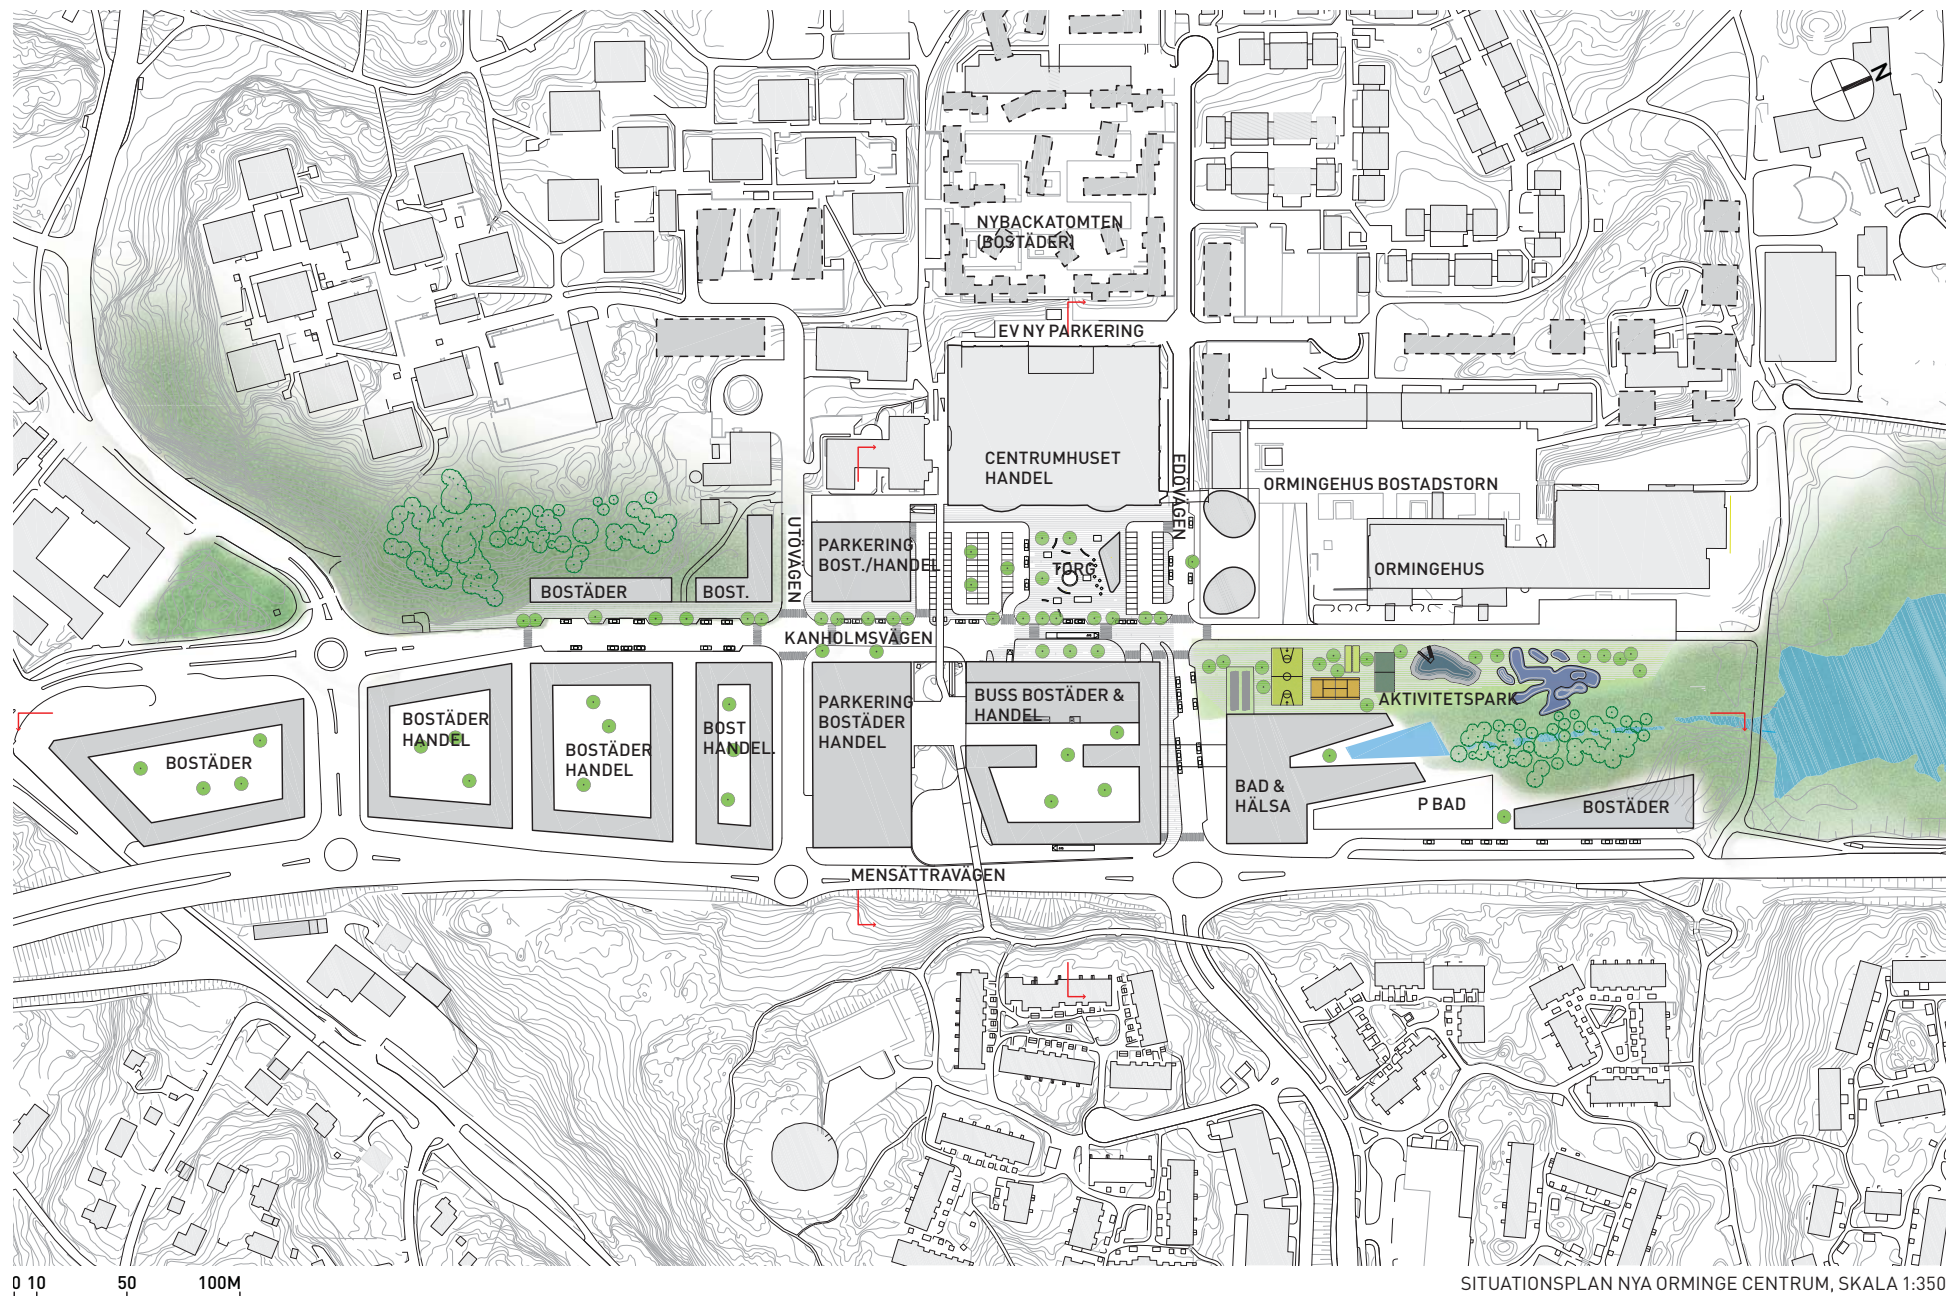 N
NYBACKATOMTEN
(BOSTÄDER)
EV NY PARKERING
CENTRUMHUSET
HANDEL
EDÖVÄGEN
ORMINGEHUS BOSTADSTORN
UTÖVÄGEN
PARKERING
BOST./HANDEL
TORG
ORMINGEHUS
BOSTÄDER
BOST.
KANHOLMSVÄGEN
BOSTÄDER
BOSTÄDER
HANDEL
BOSTÄDER
HANDEL
BOST
HANDEL.
PARKERING
BOSTÄDER
HANDEL
BUSS BOSTÄDER &
HANDEL
AKTIVITETSPARK
BAD &
HÄLSA
P BAD
BOSTÄDER
MENSÄTTRAVÄGEN
0 10 50 100M
SITUATIONSPLAN NYA ORMINGE CENTRUM, SKALA 1:350